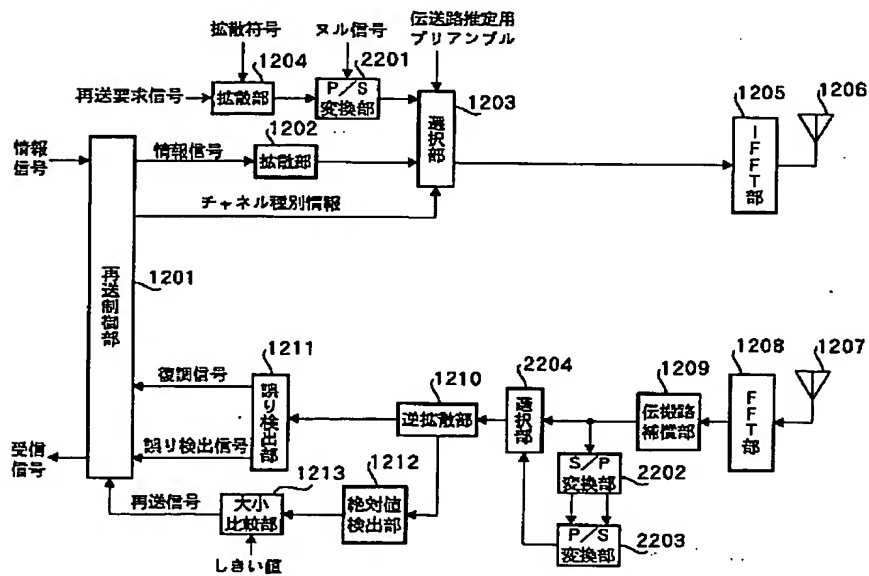 拡散符号
ヌル信号
伝送路推定用
プリアンブル
1204
2201
1203
再送要求信号
拡散部
P/S
変換部
選択部
1205
1206
IFFT部
情報
信号
情報信号
1202
拡散部
チャネル種別情報
再送制御部
1201
1211
復調信号
誤り検出部
誤り検出信号
受信
信号
1210
逆拡散部
2204
選択部
1209
伝搬路
補償部
1208
FFT部
1207
1213
再送信号
大小
比較部
しきい値
1212
絶対値
検出部
S/P
変換部
2202
P/S
変換部
2203